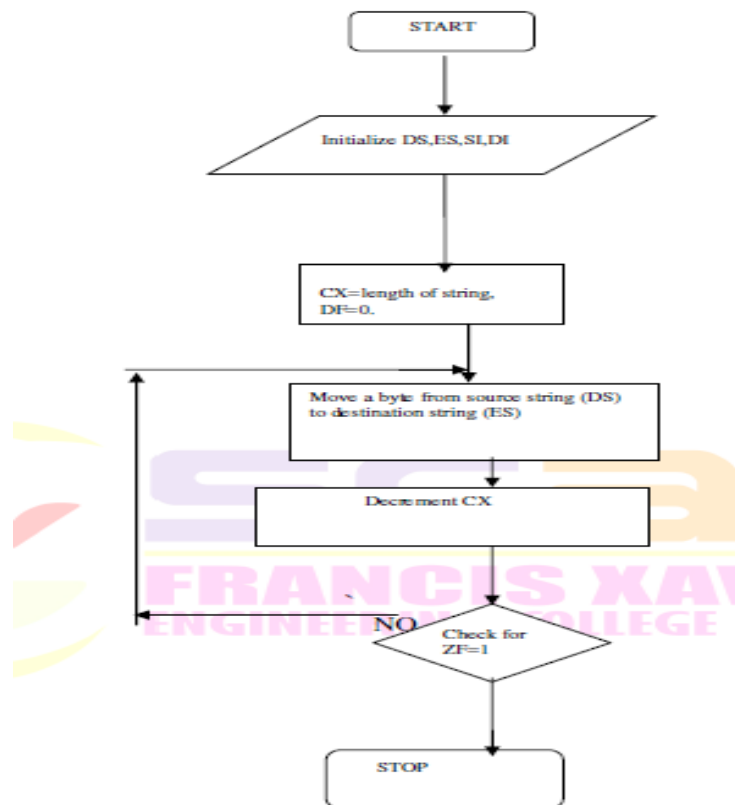 START
Initialize DS,ES,SI,DI
CX=length of string,
DF=0.
Move a byte from source string (DS)
to destination string (ES)
Decrement CX
NO
Check for
ZF=1
STOP
FRANCIS XAV
ENGINEERING COLLEGE